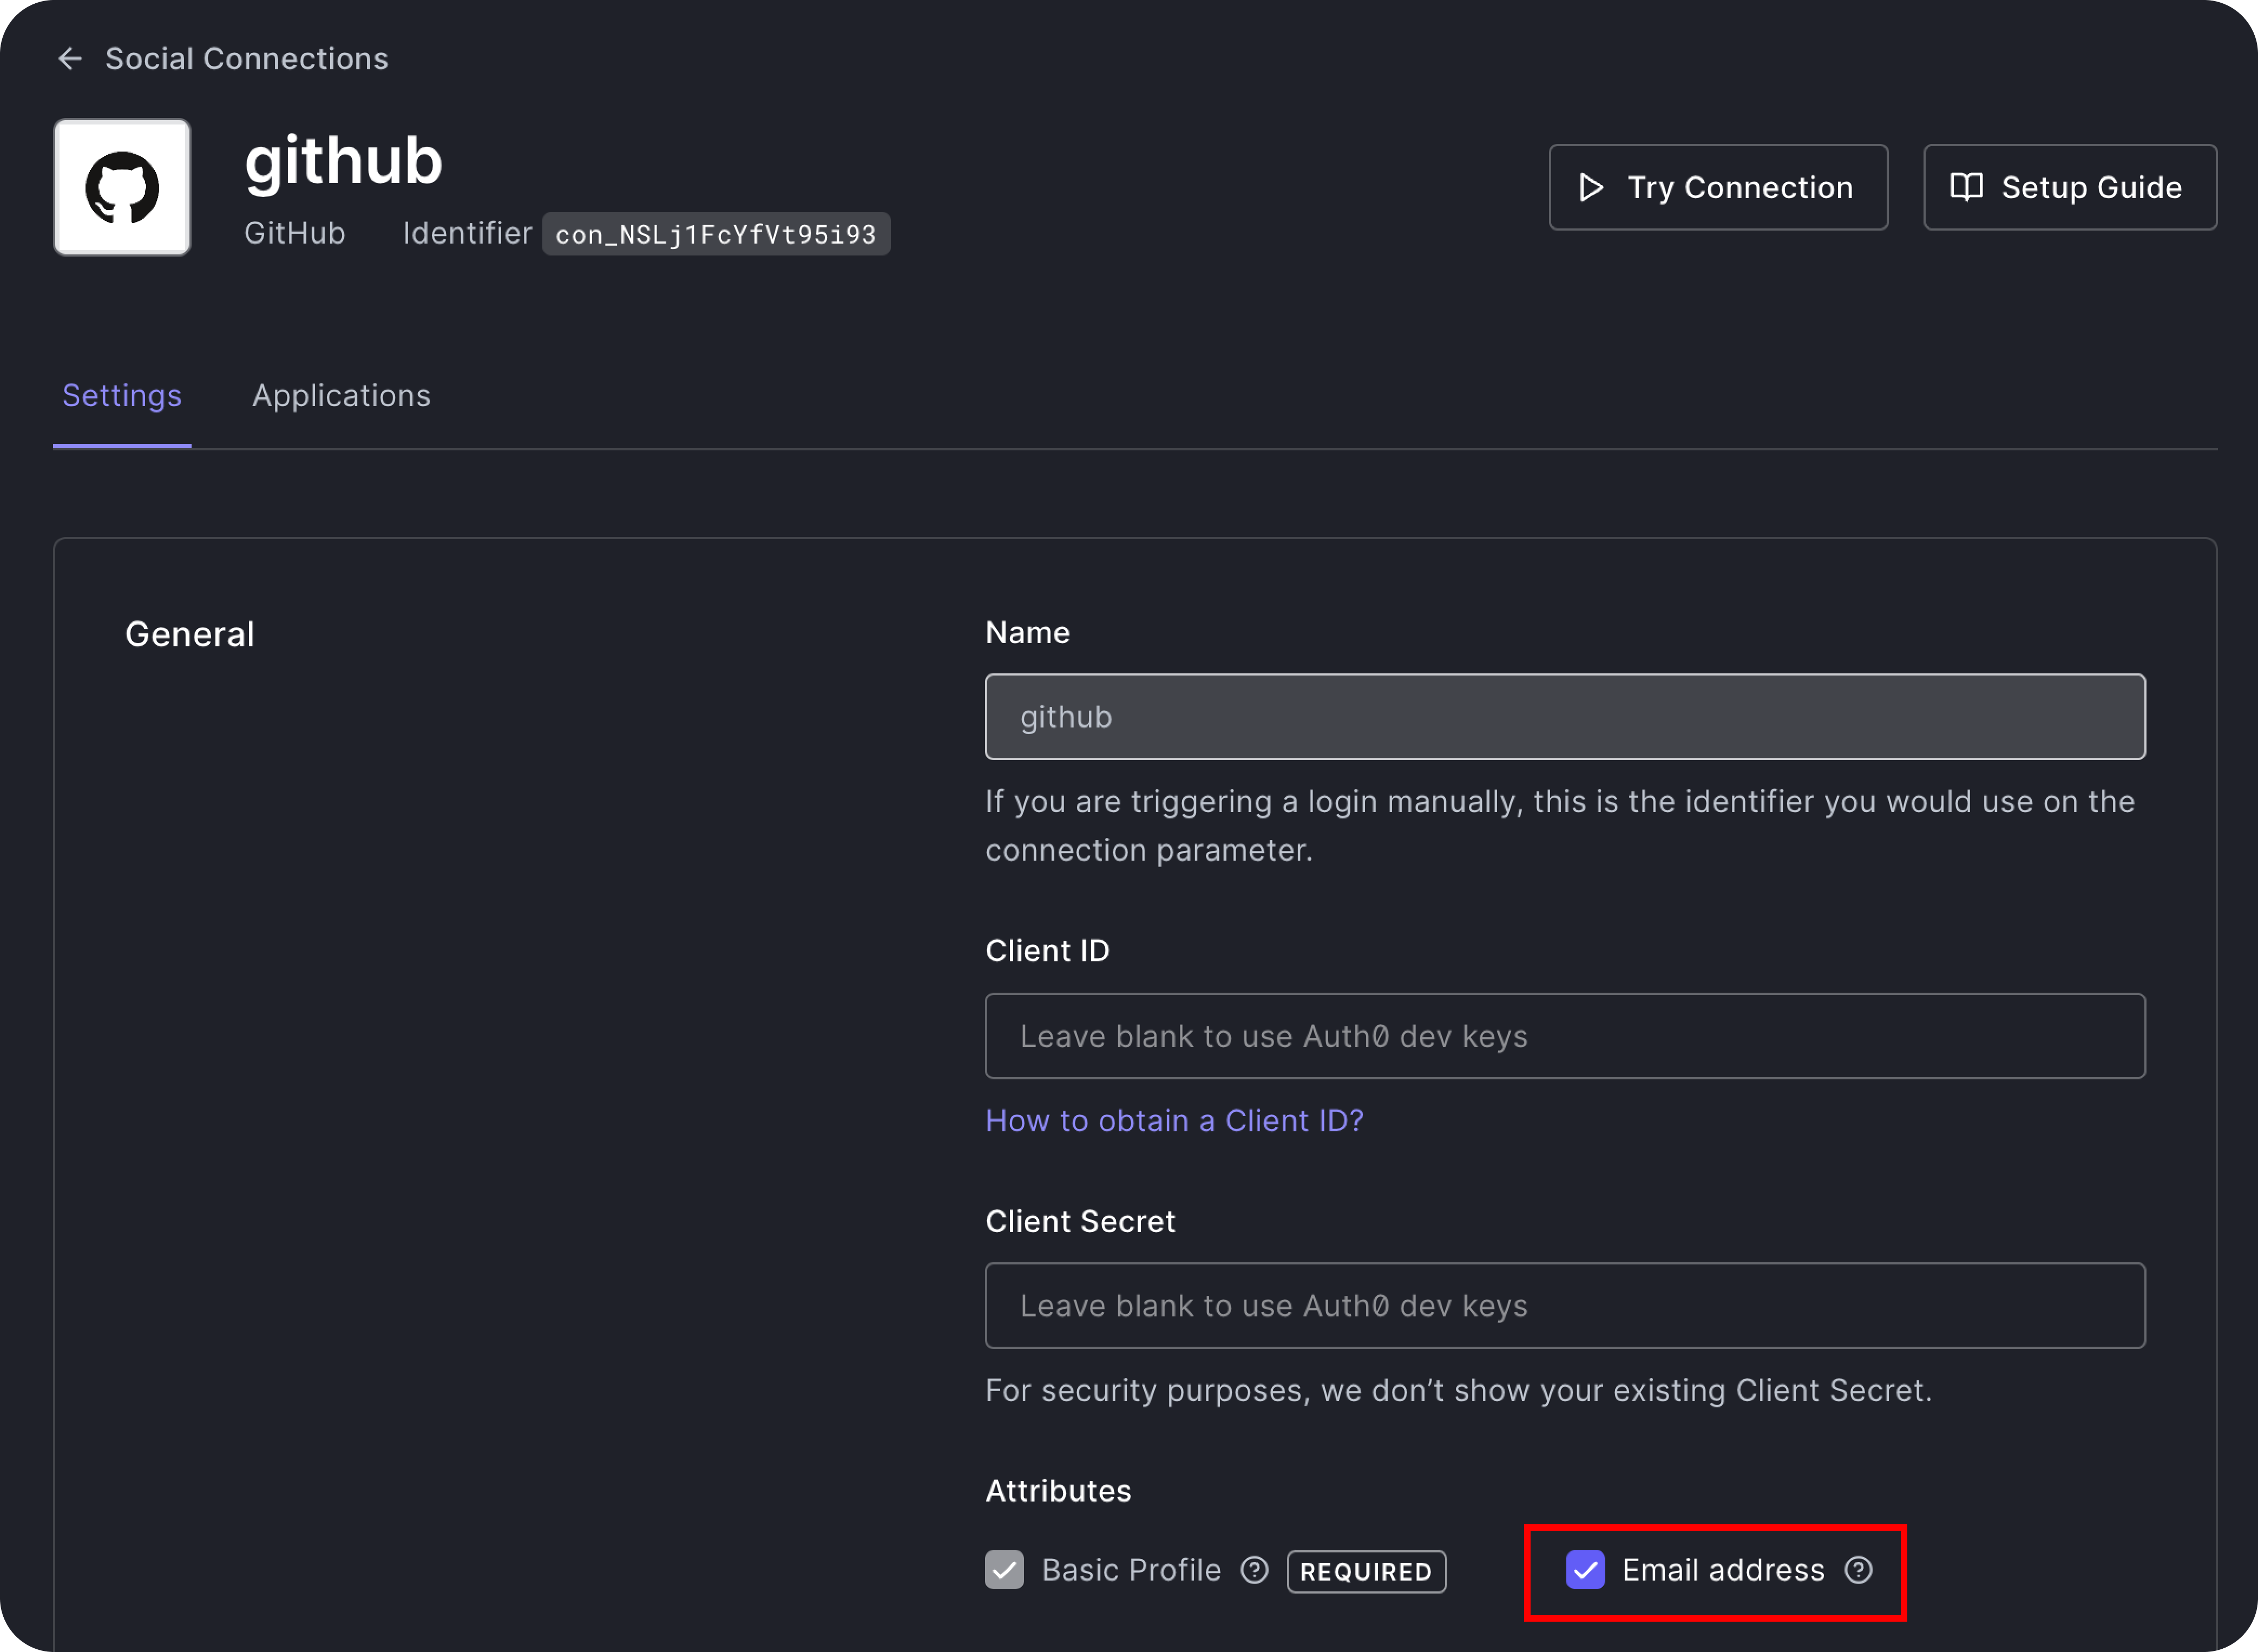 Social Connections
github
GitHub Identifier con_NSLj1FcYfVt95i93
Try Connection
Setup Guide
Settings Applications
General
Name
github
If you are triggering a login manually, this is the identifier you would use on the
connection parameter.
Client ID
Leave blank to use Auth0 dev keys
How to obtain a Client ID?
Client Secret
Leave blank to use Auth0 dev keys
For security purposes, we don’t show your existing Client Secret.
Attributes
Basic Profile REQUIRED Email address